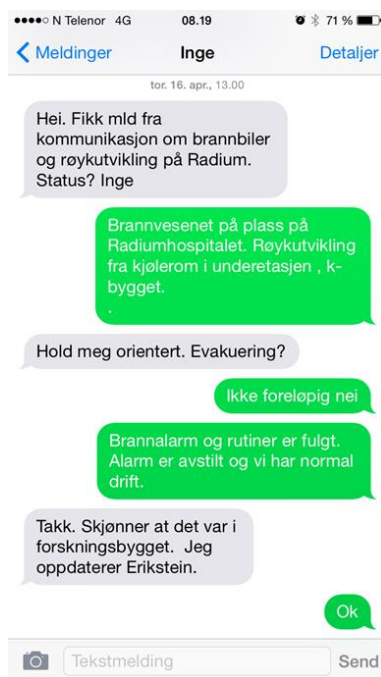 N Telenor 4G 08.19 71 %
Meldinger Inge Detaljer
tor. 16. apr., 13.00
Hei. Fikk mld fra
kommunikasjon om brannbiler
og røykutvikling på Radium.
Status? Inge
Brannvesenet på plass på
Radiumhospitalet. Røykutvikling
fra kjølerom i underetasjen , k-
bygget.
.
Hold meg orientert. Evakuering?
Ikke foreløpig nei
Brannalarm og rutiner er fulgt.
Alarm er avstilt og vi har normal
drift.
Takk. Skjønner at det var i
forskningsbygget.  Jeg
oppdaterer Erikstein.
Ok
Tekstmelding Send